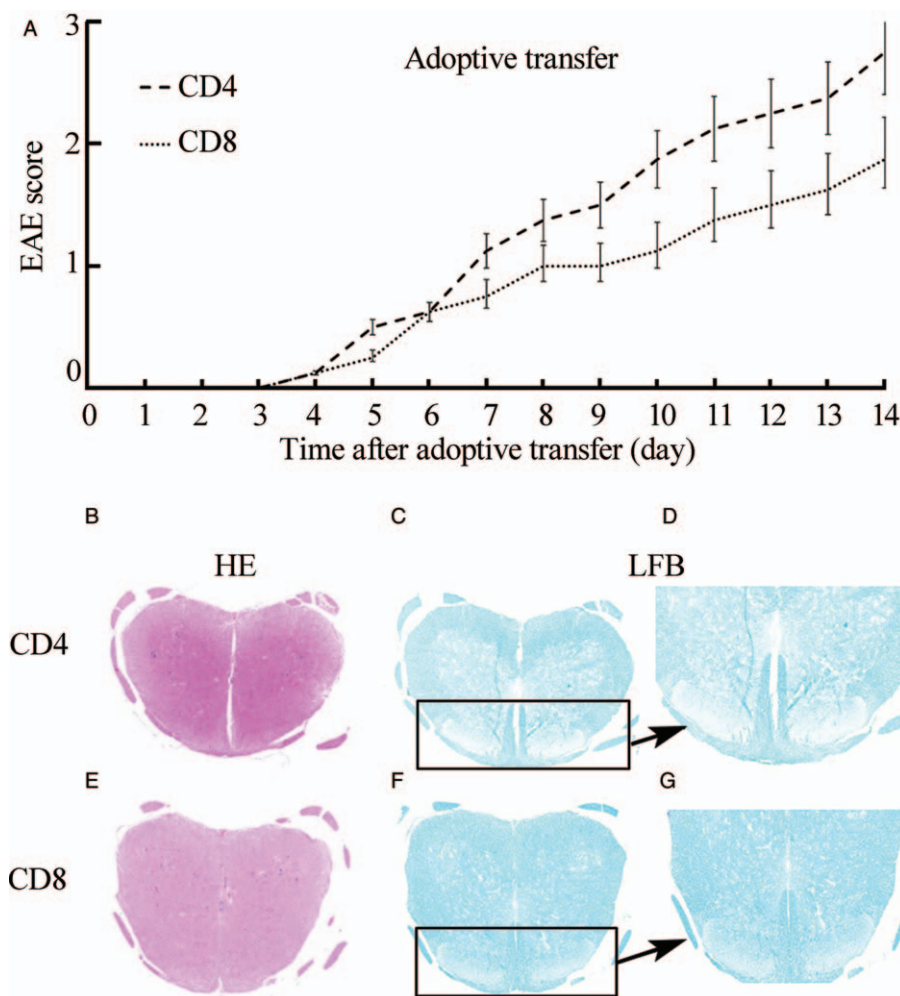 A
3
Adoptive transfer
CD4
CD8
2
EAE score
1
0
0 1 2 3 4 5 6 7 8 9 10 11 12 13 14
Time after adoptive transfer (day)
B C D
HE LFB
CD4
E F G
CD8